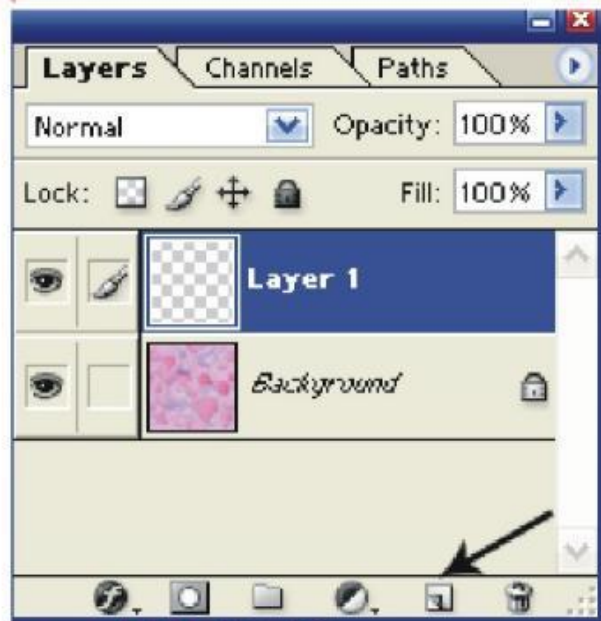 Layers Channels Paths
Normal Opacity: 100%
Lock: Fill: 100%
Layer 1
Background